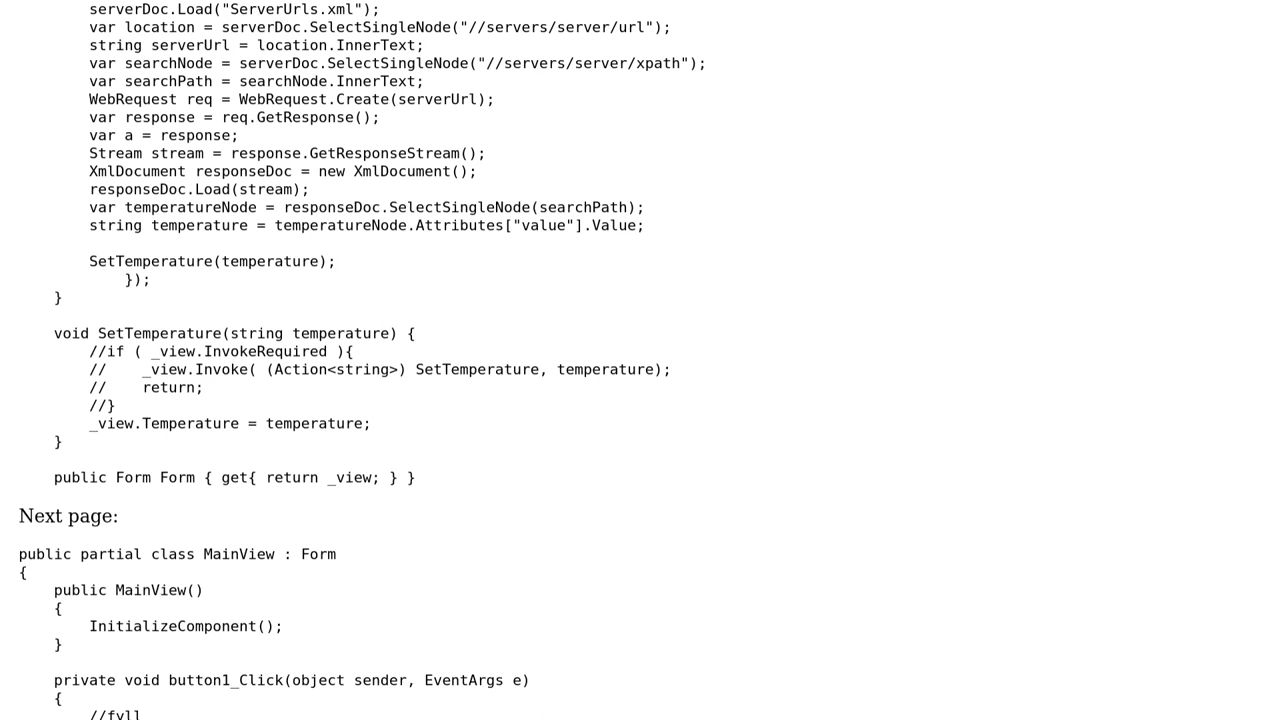 serverDoc.Load("ServerUrls.xml");
var location = serverDoc.SelectSingleNode("//servers/server/url");
string serverUrl = location.InnerText;
var searchNode = serverDoc.SelectSingleNode("//servers/server/xpath");
var searchPath = searchNode.InnerText;
WebRequest req = WebRequest.Create(serverUrl);
var response = req.GetResponse();
var a = response;
Stream stream = response.GetResponseStream();
XmlDocument responseDoc = new XmlDocument();
responseDoc.Load(stream);
var temperatureNode = responseDoc.SelectSingleNode(searchPath);
string temperature = temperatureNode.Attributes["value"].Value;
SetTemperature(temperature);
});
}
void SetTemperature(string temperature) {
//if ( _view.InvokeRequired ){
//    _view.Invoke( (Action<string>) SetTemperature, temperature);
//    return;
//}
_view.Temperature = temperature;
}
public Form Form { get{ return _view; } }
Next page:
public partial class MainView : Form
{
public MainView()
{
InitializeComponent();
}
private void button1_Click(object sender, EventArgs e)
{
//fyll